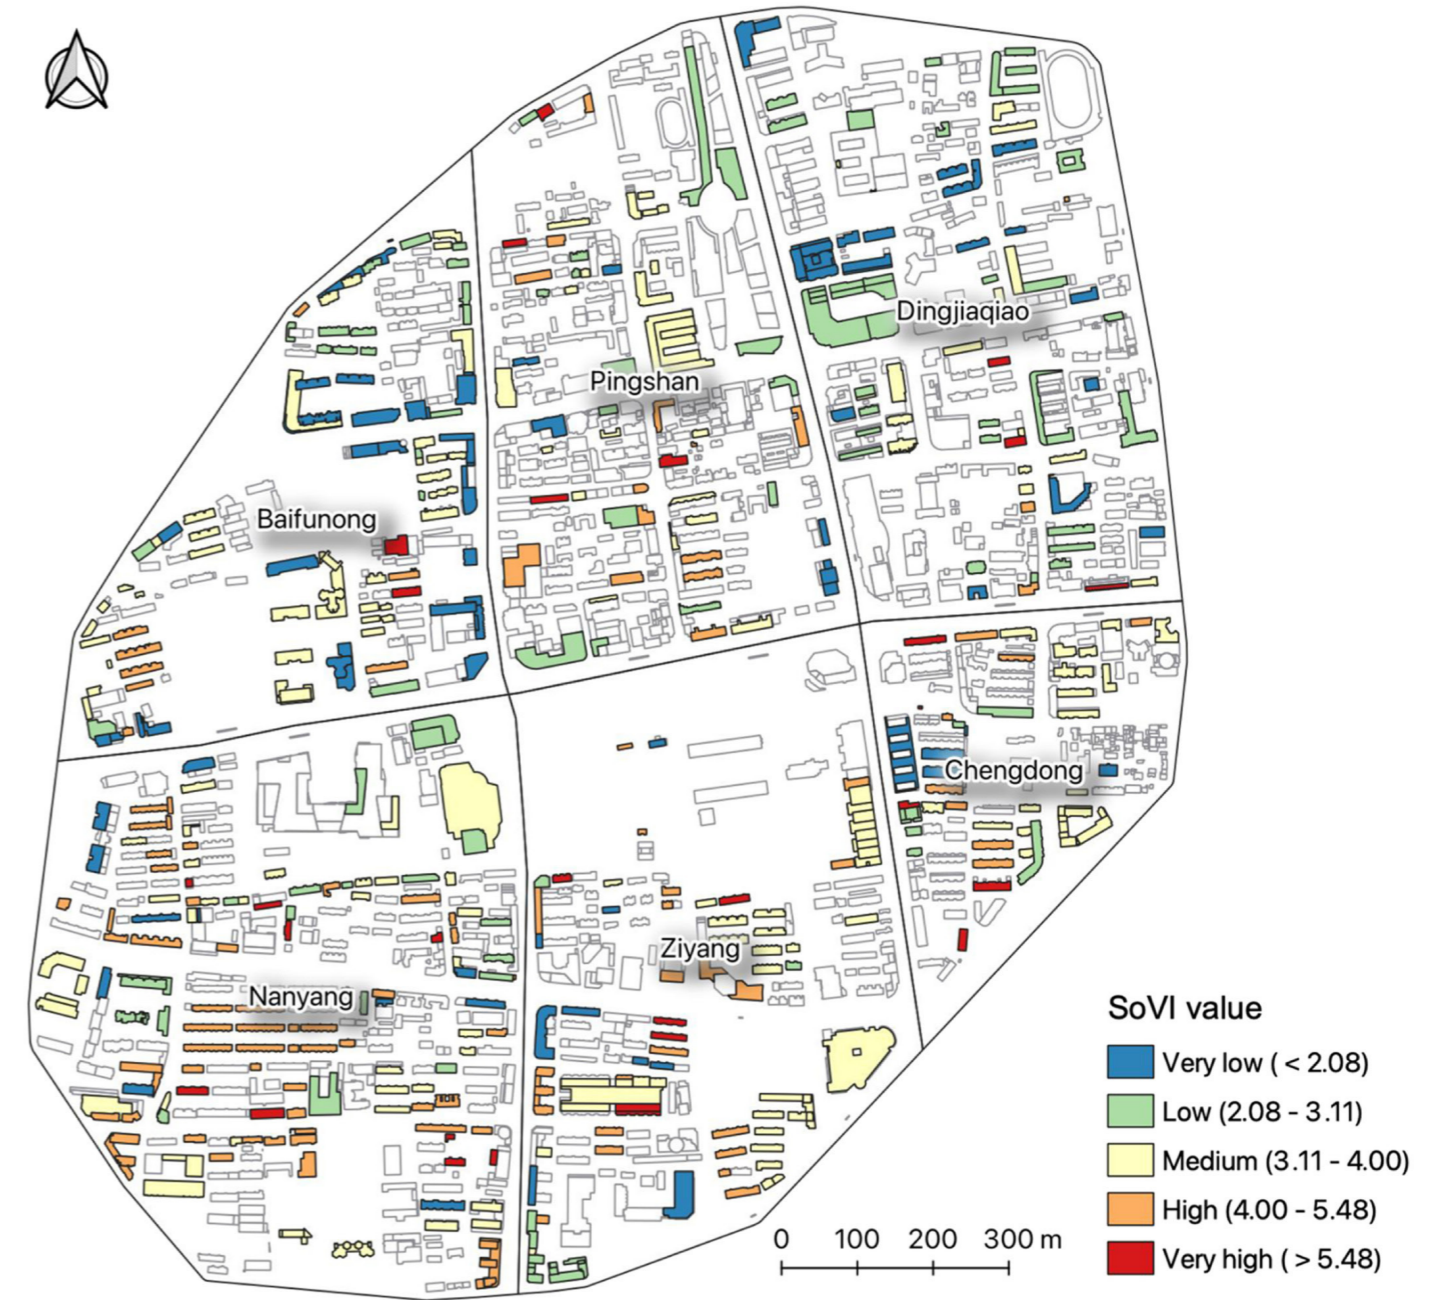 Dingjiaqiao
Pingshan
Baifunong
Chengdong
Ziyang
Nanyang
SoVI value
Very low ( < 2.08)
Low (2.08 - 3.11)
Medium (3.11 - 4.00)
High (4.00 - 5.48)
Very high ( > 5.48)
0 100 200 300 m